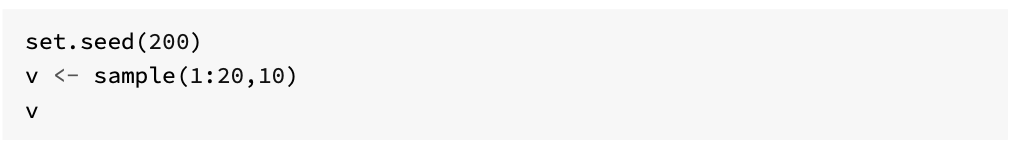 set.seed(200)
v <- sample(1:20,10)
v